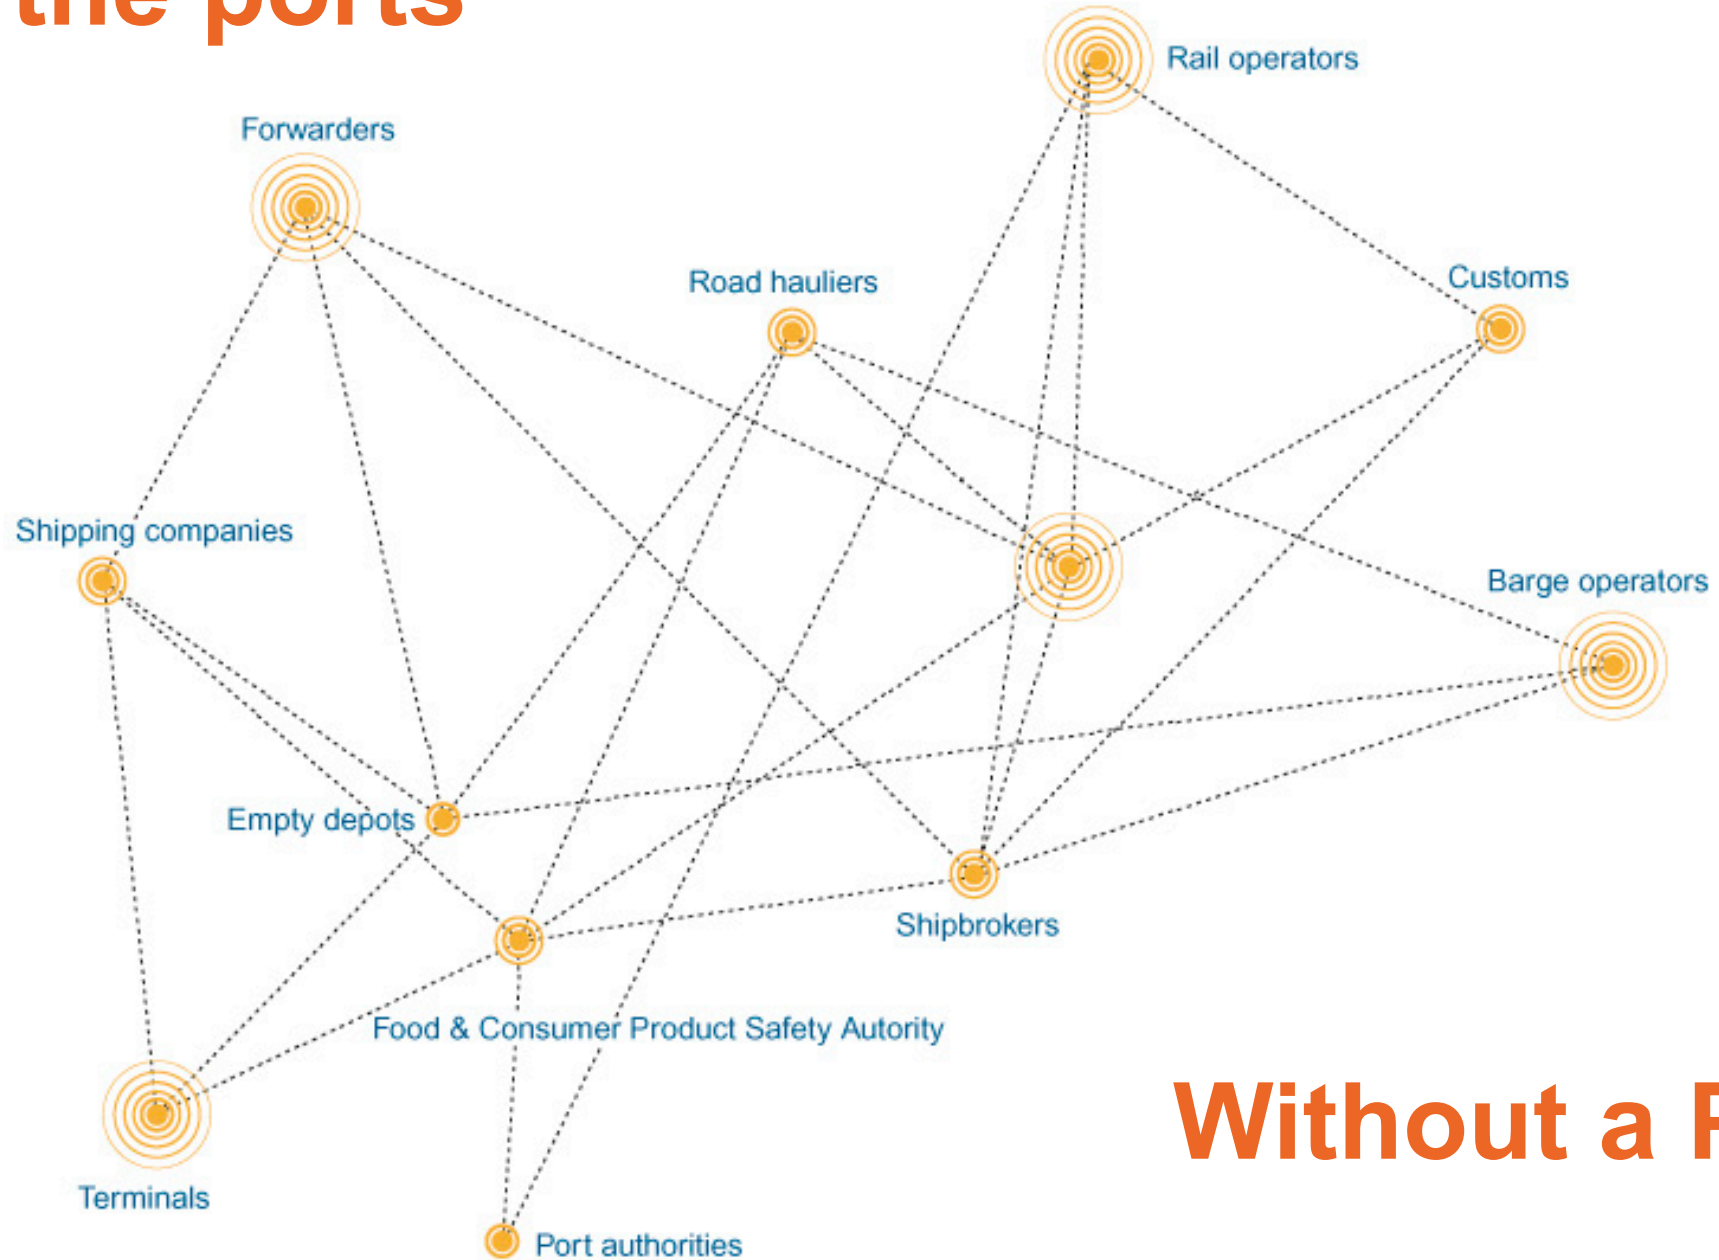 the ports
Rail operators
Forwarders
Road hauliers
Customs
Shipping companies
Barge operators
Empty depots
Shipbrokers
Food & Consumer Product Safety Autority
Without a
Terminals
Port authorities